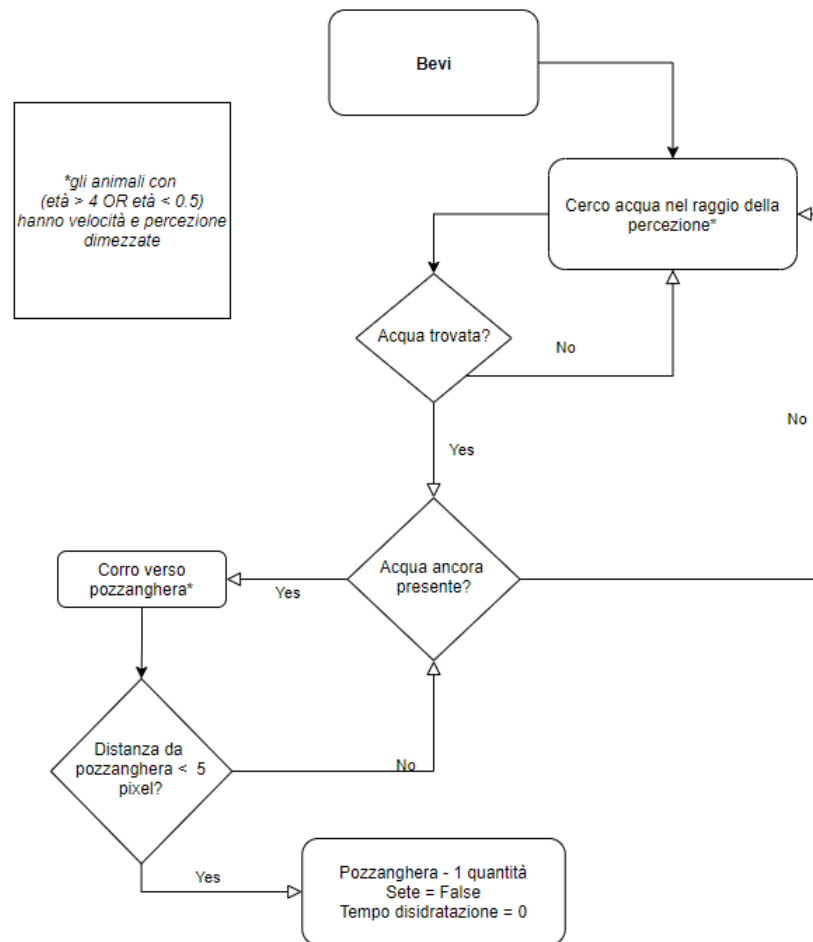 Bevi
*gli animali con
(età > 4 OR età < 0.5)
hanno velocità e percezione
dimezzate
Cerco acqua nel raggio della
percezione*
Acqua trovata?
No
No
Yes
Acqua ancora
presente?
Corro verso
pozzanghera*
Yes
Distanza da
pozzanghera < 5
pixel?
No
Yes
Pozzanghera - 1 quantità
Sete = False
Tempo disidratazione = 0